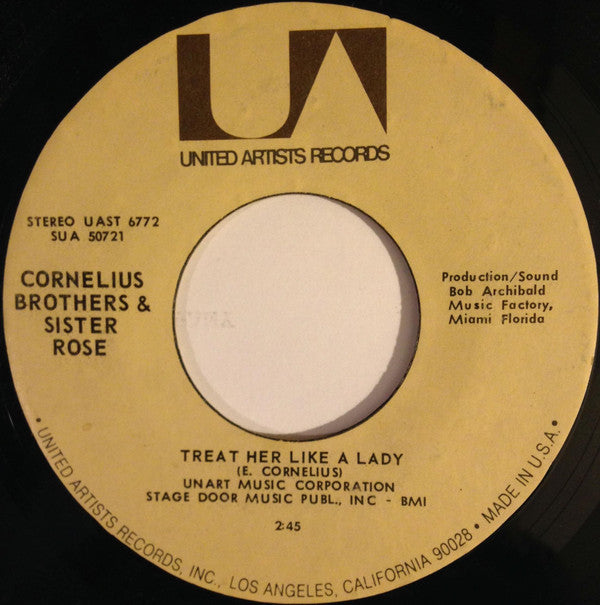 UA
UNITED ARTISTS RECORDS
STEREO UAST 6772
SUA 50721
CORNELIUS
BROTHERS &
SISTER
ROSE
Production/Sound
Bob Archibald
Music Factory,
Miami Florida
TREAT HER LIKE A LADY
(E. CORNELIUS)
UNART MUSIC CORPORATION
STAGE DOOR MUSIC PUBL., INC - BMI
2:45
• UNITED ARTISTS RECORDS, INC., LOS ANGELES, CALIFORNIA 90028 • MADE IN U.S.A. •